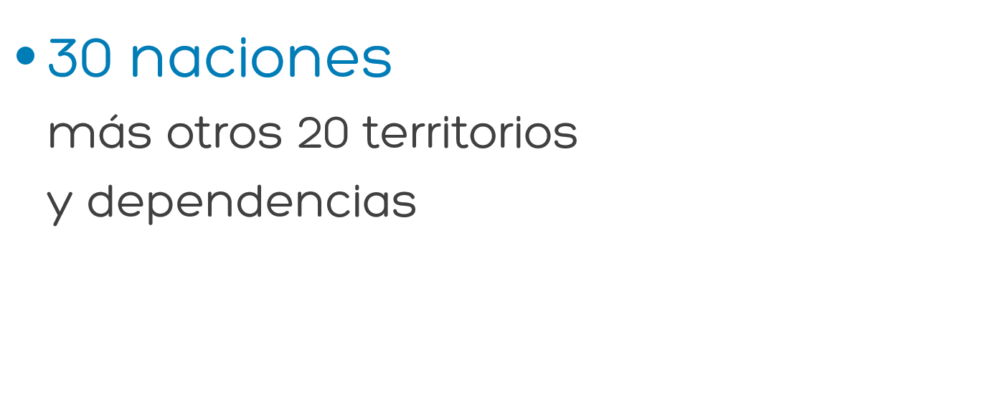 • 30 naciones
más otros 20 territorios
y dependencias